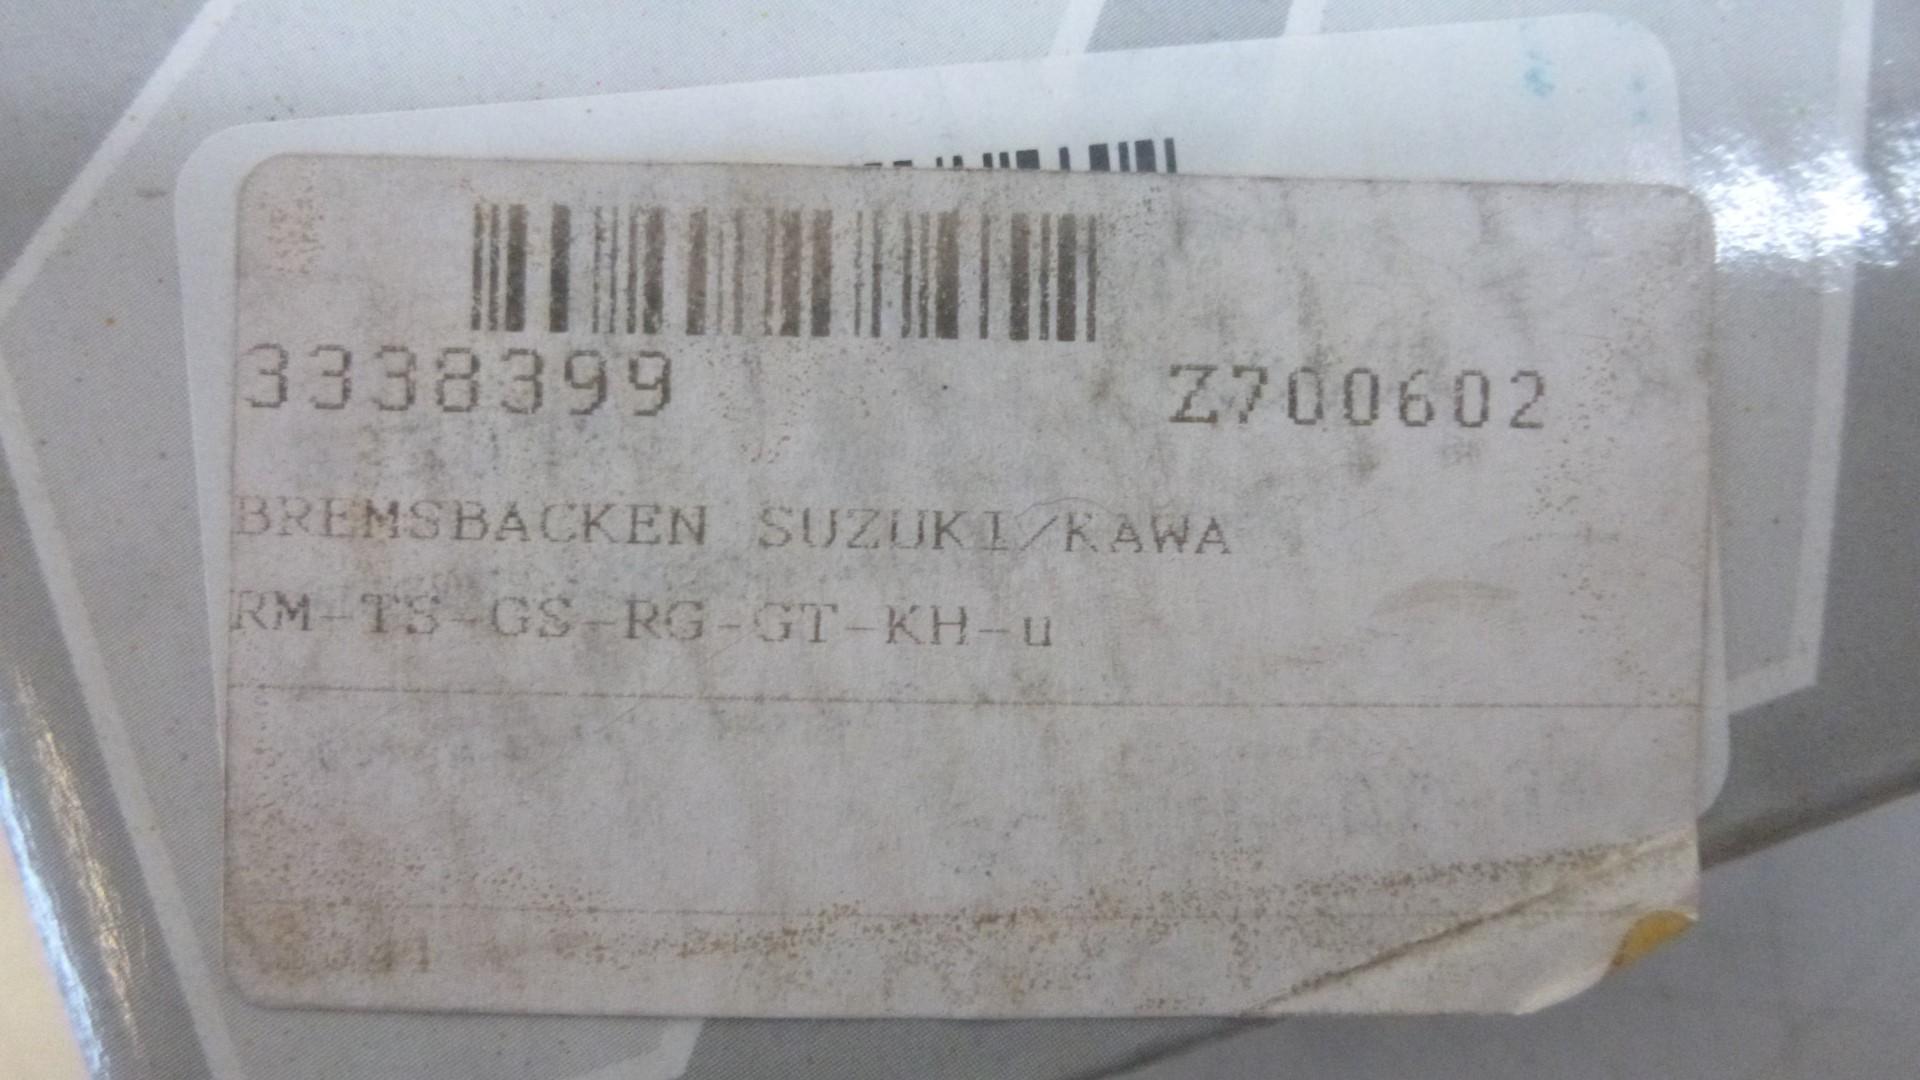 3338399 Z700602
BREMSBACKEN SUZUKI/KAWA
RM-TS-GS-RG-GT-KH-u